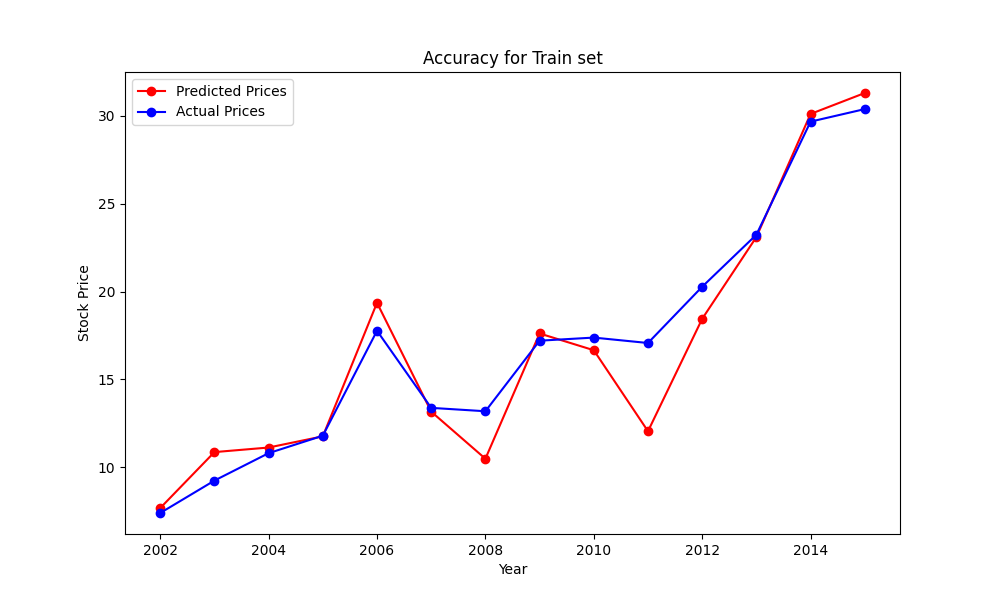 Accuracy for Train set
Predicted Prices
Actual Prices
30
25
20
15
10
Stock Price
2002 2004 2006 2008 2010 2012 2014
Year